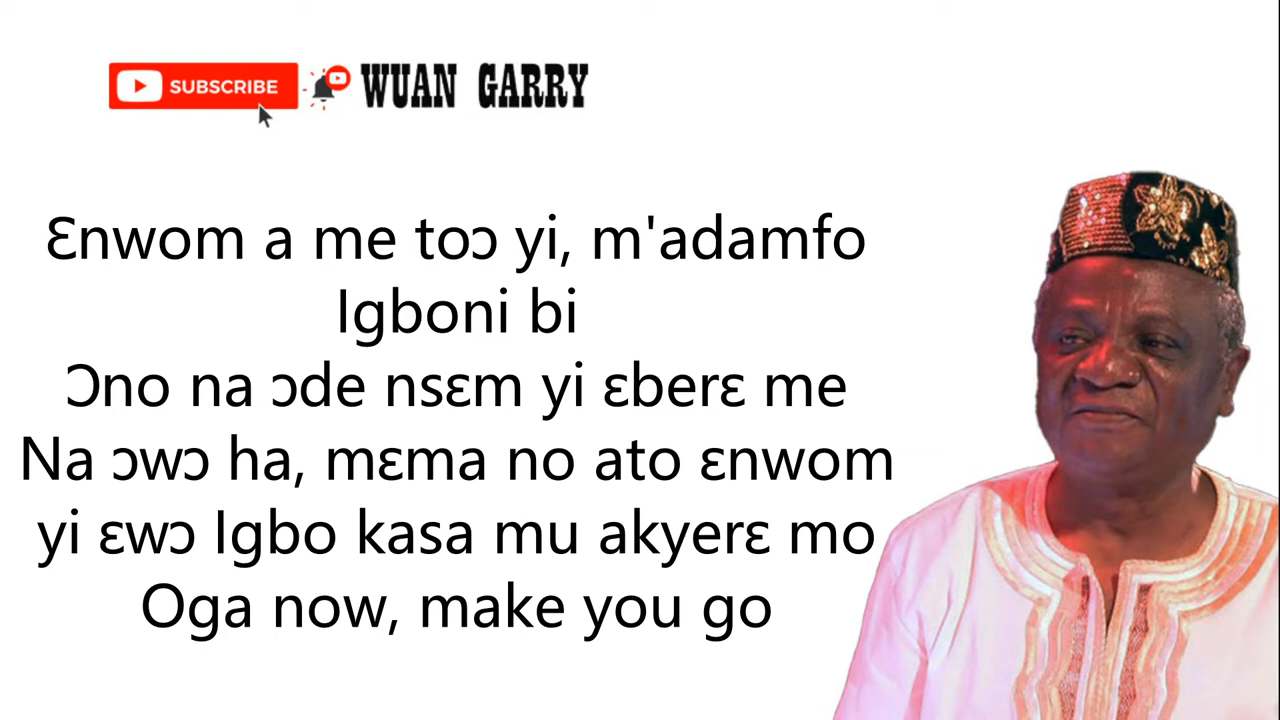 SUBSCRIBE WUAN GARRY
Ɛnwom a me toɔ yi, m'adamfo
Igboni bi
Ɔno na ɔde nsɛm yi ɛberɛ me
Na ɔwɔ ha, mɛma no ato ɛnwom
yi ɛwɔ Igbo kasa mu akyerɛ mo
Oga now, make you go